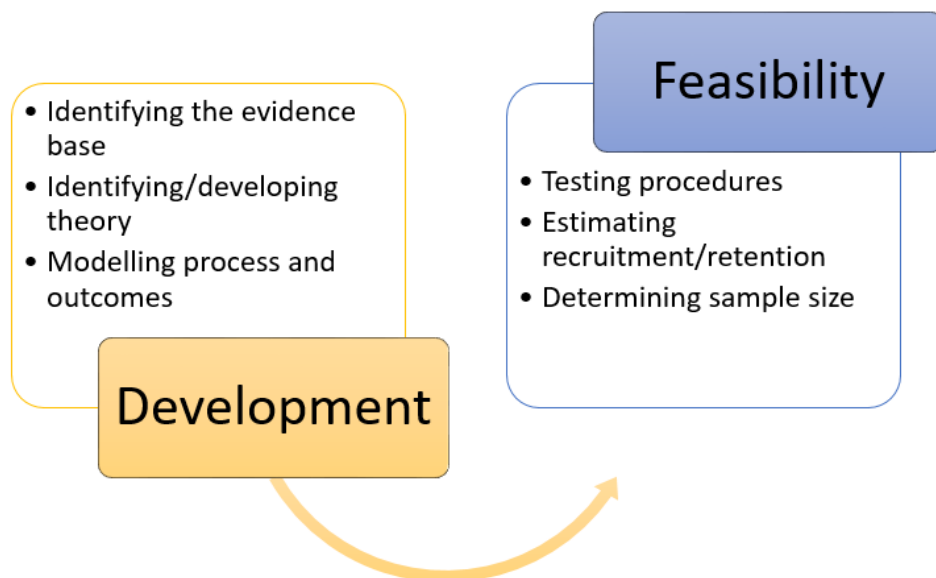 • Identifying the evidence
base
• Identifying/developing
theory
• Modelling process and
outcomes
Development
Feasibility
• Testing procedures
• Estimating
recruitment/retention
• Determining sample size